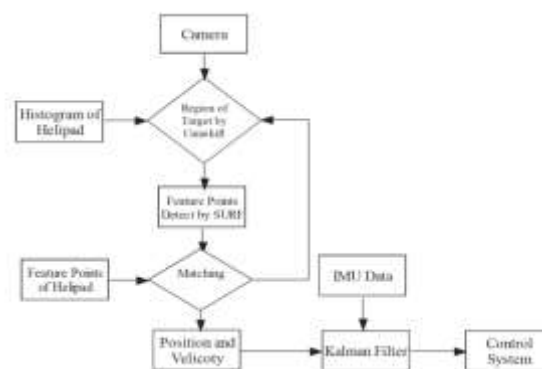 Camera
Histogram of
Helipad
Region of
Target by
Camshift
Feature Points
Detect by SURF
Feature Points
of Helipad
Matching
IMU Data
Position and
Velicoty
Kalman Filter
Control
System